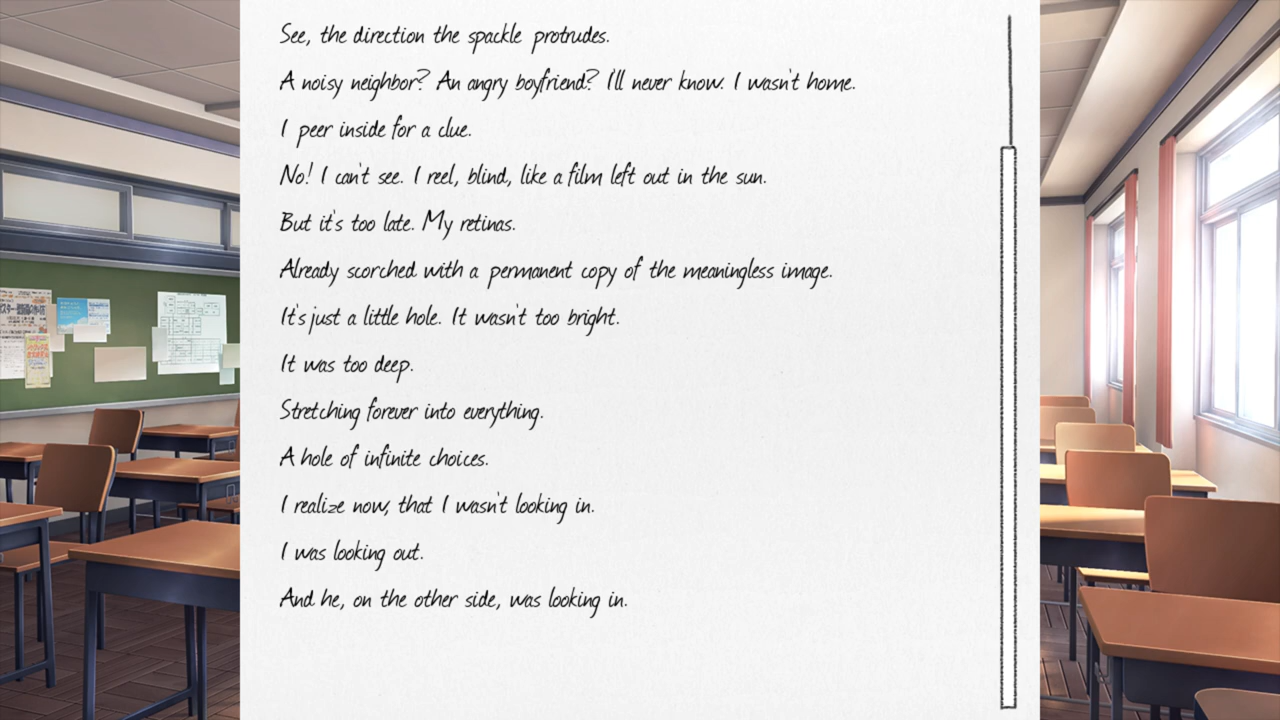 See, the direction the spackle protrudes.
A noisy neighbor? An angry boyfriend? I'll never know. I wasn't home.
I peer inside for a clue.
No! I can't see. I reel, blind, like a film left out in the sun.
But it's too late. My retinas.
Already scorched with a permanent copy of the meaningless image.
It's just a little hole. It wasn't too bright.
It was too deep.
Stretching forever into everything.
A hole of infinite choices.
I realize now, that I wasn't looking in.
I was looking out.
And he, on the other side, was looking in.